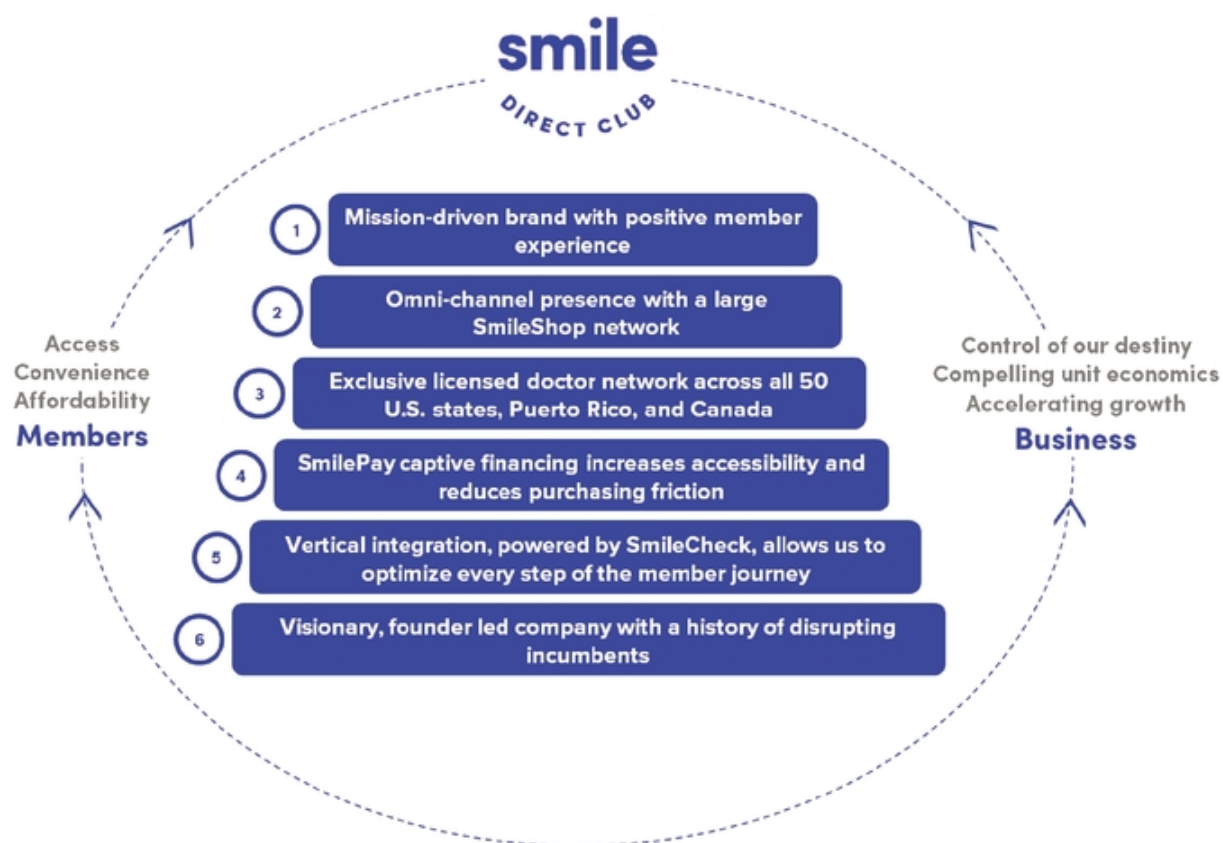 smile
DIRECT CLUB
1
Mission-driven brand with positive member
experience
2
Omni-channel presence with a large
SmileShop network
3
Exclusive licensed doctor network across all 50
U.S. states, Puerto Rico, and Canada
4
SmilePay captive financing increases accessibility and
reduces purchasing friction
5
Vertical integration, powered by SmileCheck, allows us to
optimize every step of the member journey
6
Visionary, founder led company with a history of disrupting
incumbents
Access
Convenience
Affordability
Members
Control of our destiny
Compelling unit economics
Accelerating growth
Business